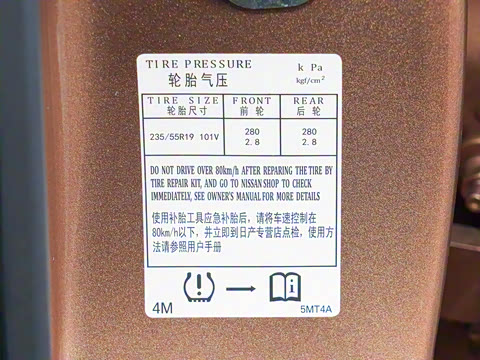 TIRE PRESSURE k Pa
轮胎气压 kgf/cm²
TIRE SIZE FRONT REAR
轮胎尺寸 前 轮 后 轮
235/55R19 101V 280 280
2.8 2.8
DO NOT DRIVE OVER 80km/h AFTER REPAIRING THE TIRE BY
TIRE REPAIR KIT, AND GO TO NISSAN SHOP TO CHECK
IMMEDIATELY, SEE OWNER'S MANUAL FOR MORE DETAILS
使用补胎工具应急补胎后，请将车速控制在
80km/h以下，并立即到日产专营店点检，使用方
法请参照用户手册
4M 5MT4A